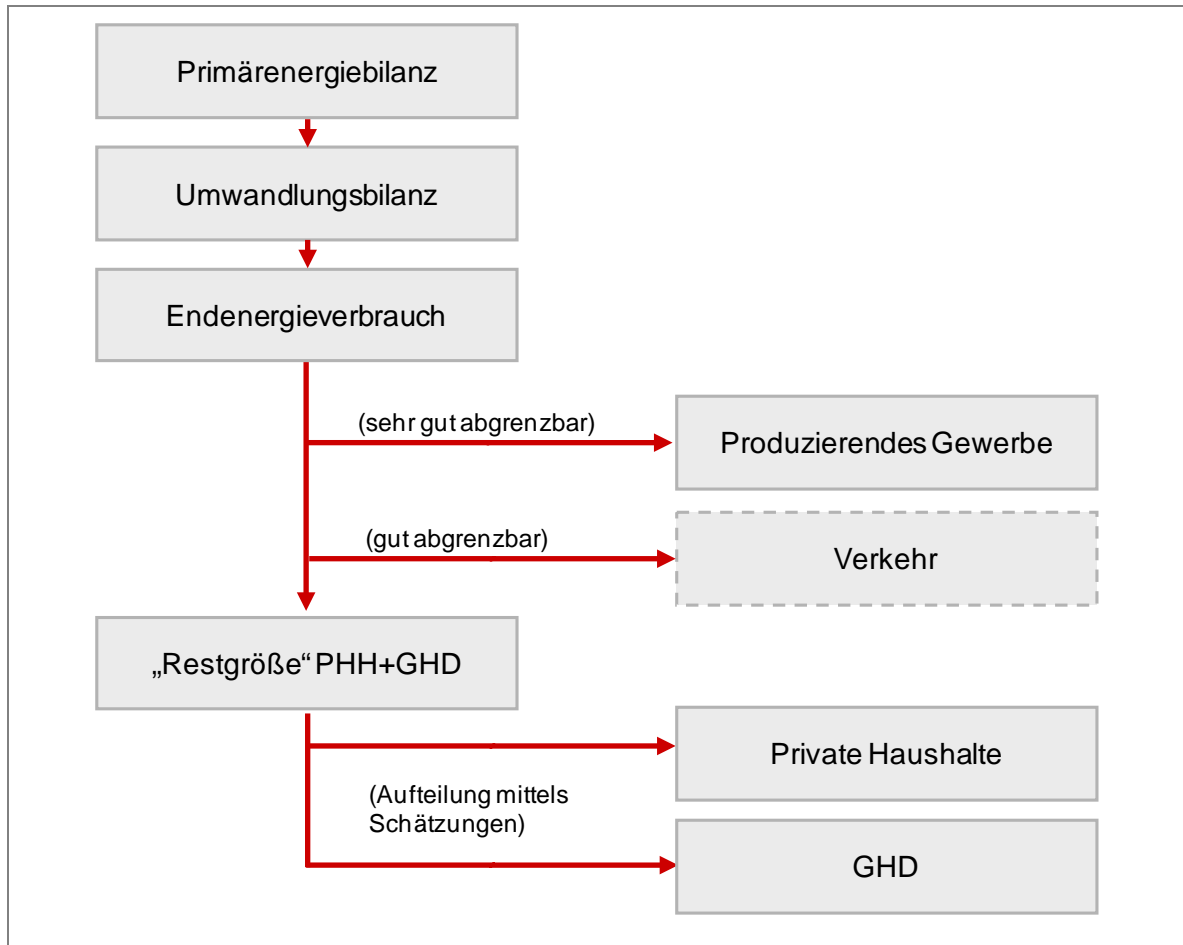 Primärenergiebilanz
Umwandlungsbilanz
Endenergieverbrauch
(sehr gut abgrenzbar)
Produzierendes Gewerbe
(gut abgrenzbar)
Verkehr
„Restgröße“ PHH+GHD
Private Haushalte
(Aufteilung mittels
Schätzungen)
GHD